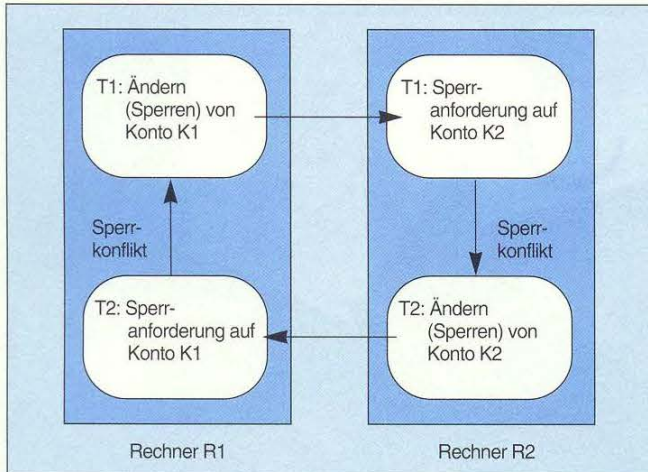 T1: Ändern
(Sperren) von
Konto K1
T1: Sperr-
anforderung auf
Konto K2
Sperr-
konflikt
Sperr-
konflikt
T2: Sperr-
anforderung auf
Konto K1
T2: Ändern
(Sperren) von
Konto K2
Rechner R1
Rechner R2